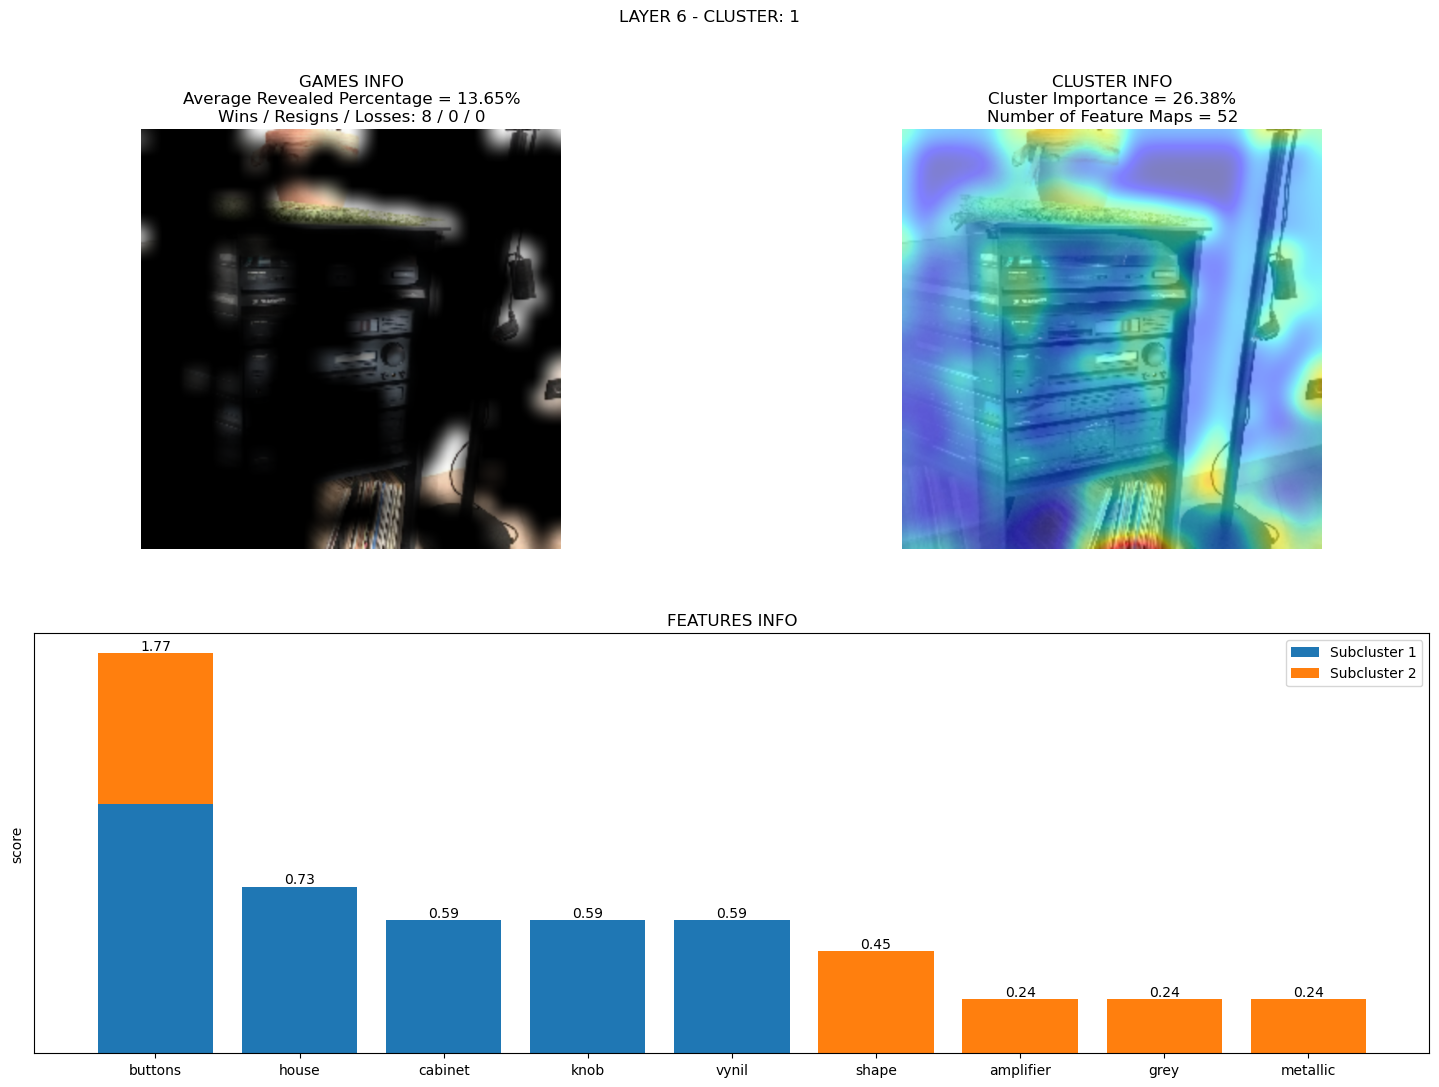 LAYER 6 - CLUSTER: 1
GAMES INFO
Average Revealed Percentage = 13.65%
Wins / Resigns / Losses: 8 / 0 / 0
CLUSTER INFO
Cluster Importance = 26.38%
Number of Feature Maps = 52
FEATURES INFO
score
1.77
0.73
0.59
0.59
0.59
0.45
0.24
0.24
0.24
Subcluster 1
Subcluster 2
buttons
house
cabinet
knob
vynil
shape
amplifier
grey
metallic